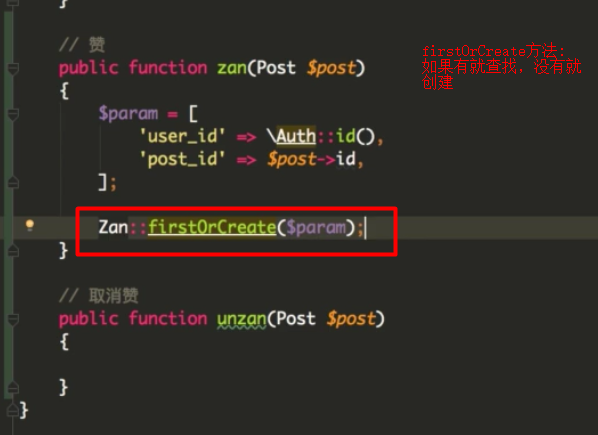 }
// 赞
public function zan(Post $post)
{
$param = [
'user_id' => \Auth::id(),
'post_id' => $post->id,
];
Zan::firstOrCreate($param);
}
// 取消赞
public function unzan(Post $post)
{
}
}
firstOrCreate方法:
如果有就查找，没有就
创建